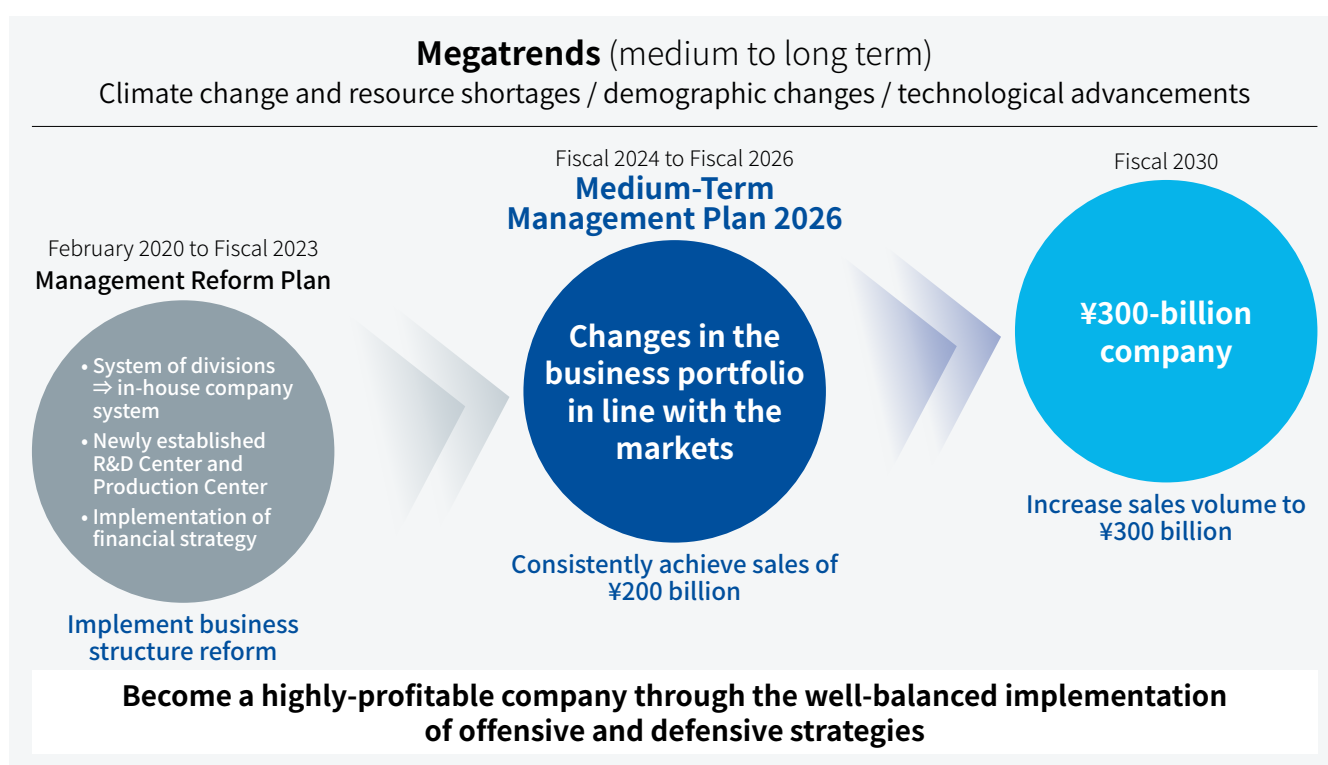 Megatrends (medium to long term)
Climate change and resource shortages / demographic changes / technological advancements
February 2020 to Fiscal 2023
Management Reform Plan
• System of divisions
⇒ in-house company
system
• Newly established
R&D Center and
Production Center
• Implementation of
financial strategy
Implement business
structure reform
Fiscal 2024 to Fiscal 2026
Medium-Term
Management Plan 2026
Changes in the
business portfolio
in line with the
markets
Consistently achieve sales of
¥200 billion
Fiscal 2030
¥300-billion
company
Increase sales volume to
¥300 billion
Become a highly-profitable company through the well-balanced implementation
of offensive and defensive strategies